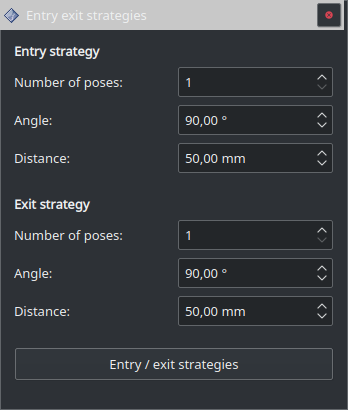 Entry exit strategies
Entry strategy
Number of poses: 1
Angle: 90,00 °
Distance: 50,00 mm
Exit strategy
Number of poses: 1
Angle: 90,00 °
Distance: 50,00 mm
Entry / exit strategies